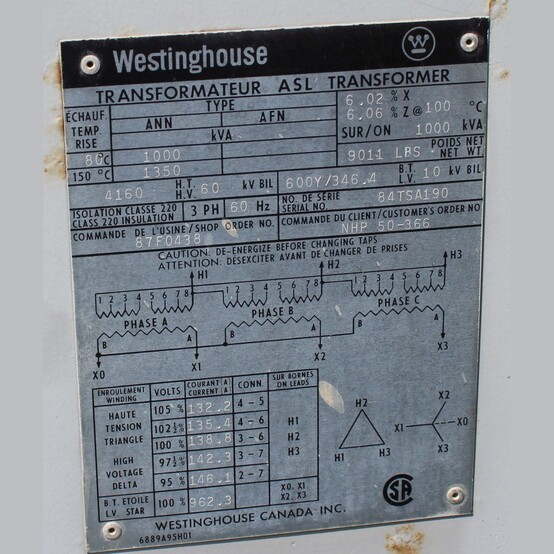 Westinghouse
W
TRANSFORMATEUR ASL TRANSFORMER
ÉCHAUF. TEMP. RISE
TYPE
ANN AFN
kVA
6.02 % X
6.06 % Z @ 100 °C
SUR/ON 1000 kVA
80°C 1000
150 °C 1350
9011 LBS POIDS NET NET WT.
4160 H.T. H.V. 60 kV BIL 600Y/346.4 B.T. L.V. 10 kV BIL
ISOLATION CLASSE 220
CLASS 220 INSULATION
3 PH 60 Hz
NO. DE SÉRIE
SERIAL NO. 84TSA190
COMMANDE DE L'USINE/SHOP ORDER NO.
87F0438
COMMANDE DU CLIENT/CUSTOMER'S ORDER NO
NHP 50-366
CAUTION: DE-ENERGIZE BEFORE CHANGING TAPS
ATTENTION: DÉSEXCITER AVANT DE CHANGER DE PRISES
H1 H2 H3
1 2 3 4 5 6 7 8 1 2 3 4 5 6 7 8 1 2 3 4 5 6 7 8
PHASE A PHASE B PHASE C
B A B A B A
X0 X1 X2 X3
ENROULEMENT WINDING
VOLTS
COURANT (A) CURRENT (A)
CONN.
SUR BORNES ON LEADS
HAUTE TENSION TRIANGLE
HIGH VOLTAGE DELTA
105 % 132.2 4-5
102½ % 135.4 4-6
100 % 138.8 3-6
97½ % 142.3 3-7
95 % 146.1 2-7
H1
H2
H3
B.T. ETOILE
L.V. STAR
100 % 962.3
X0, X1
X2, X3
H2
H1 H3
X2
X1 X0
X3
SA
WESTINGHOUSE CANADA INC.
6889A95H01